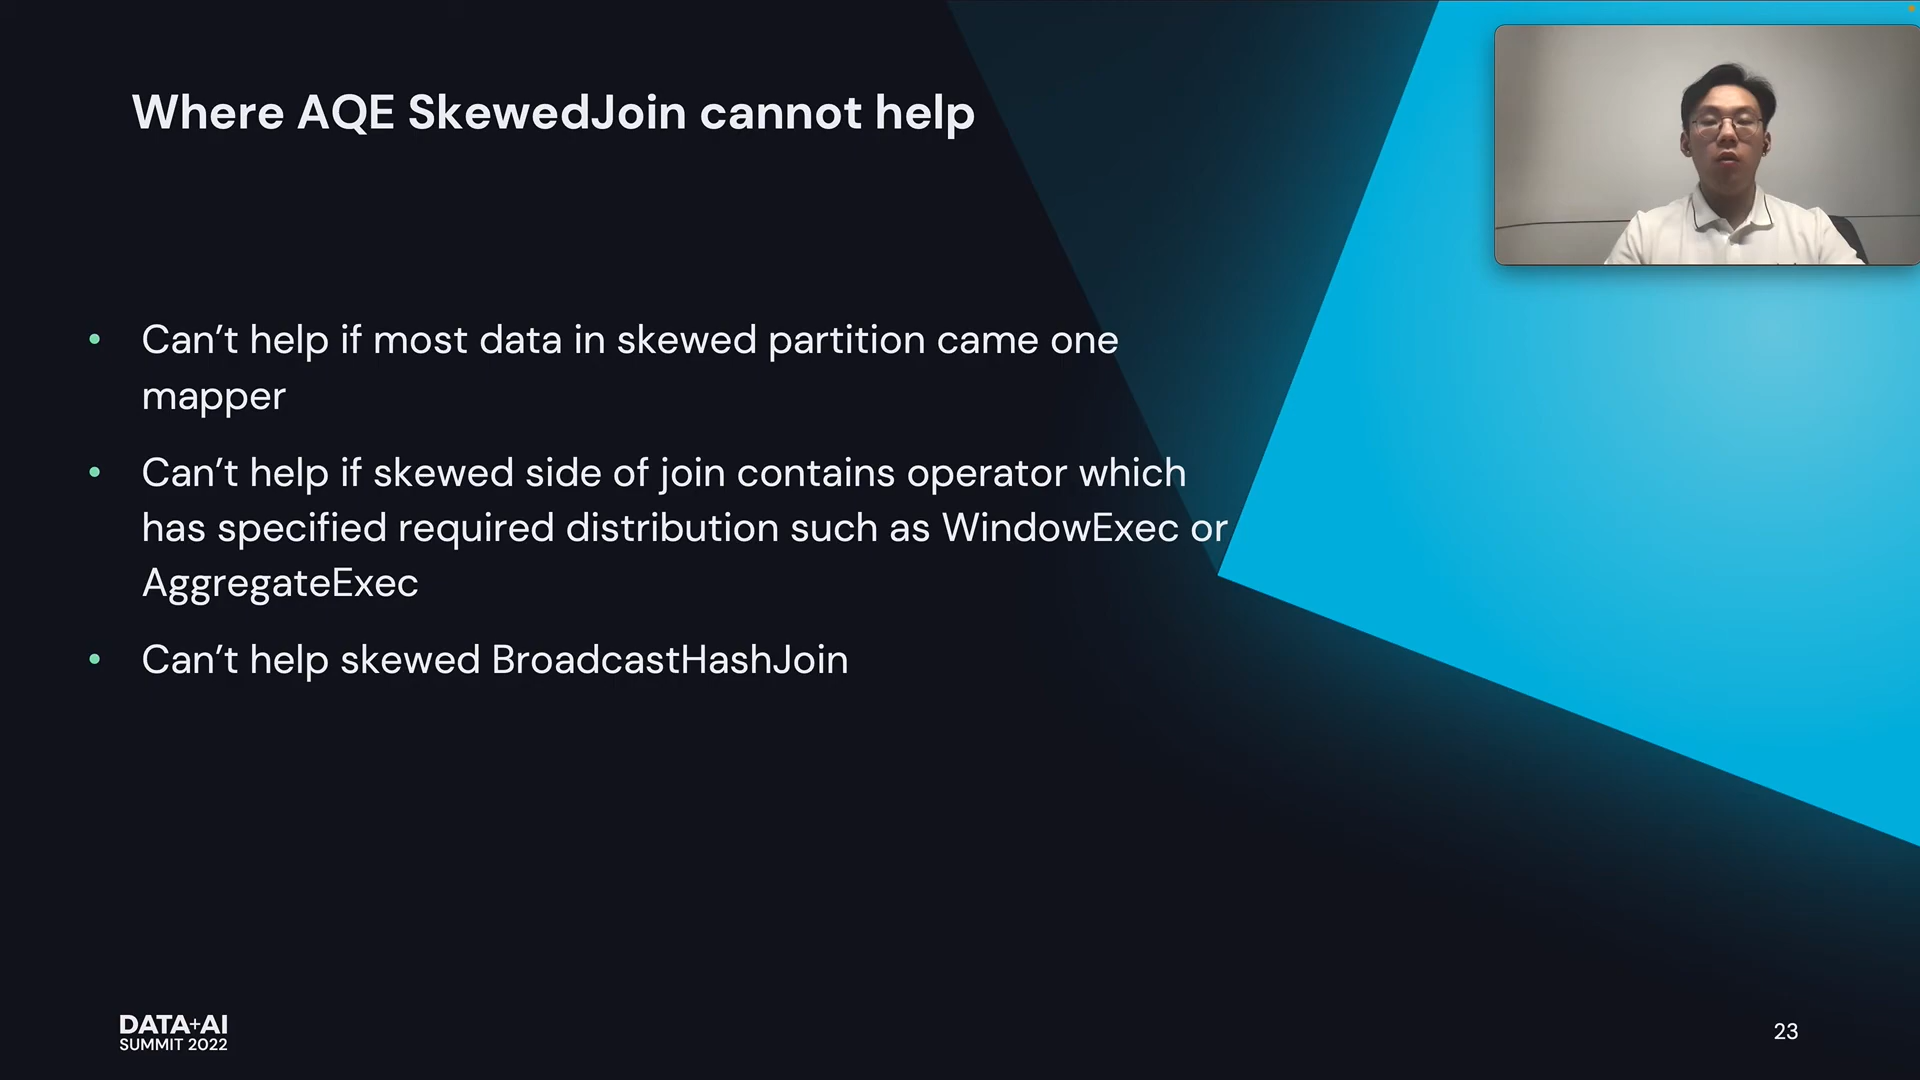 Where AQE SkewedJoin cannot help
• Can’t help if most data in skewed partition came one
mapper
• Can’t help if skewed side of join contains operator which
has specified required distribution such as WindowExec or
AggregateExec
• Can’t help skewed BroadcastHashJoin
DATA+AI
SUMMIT 2022
23